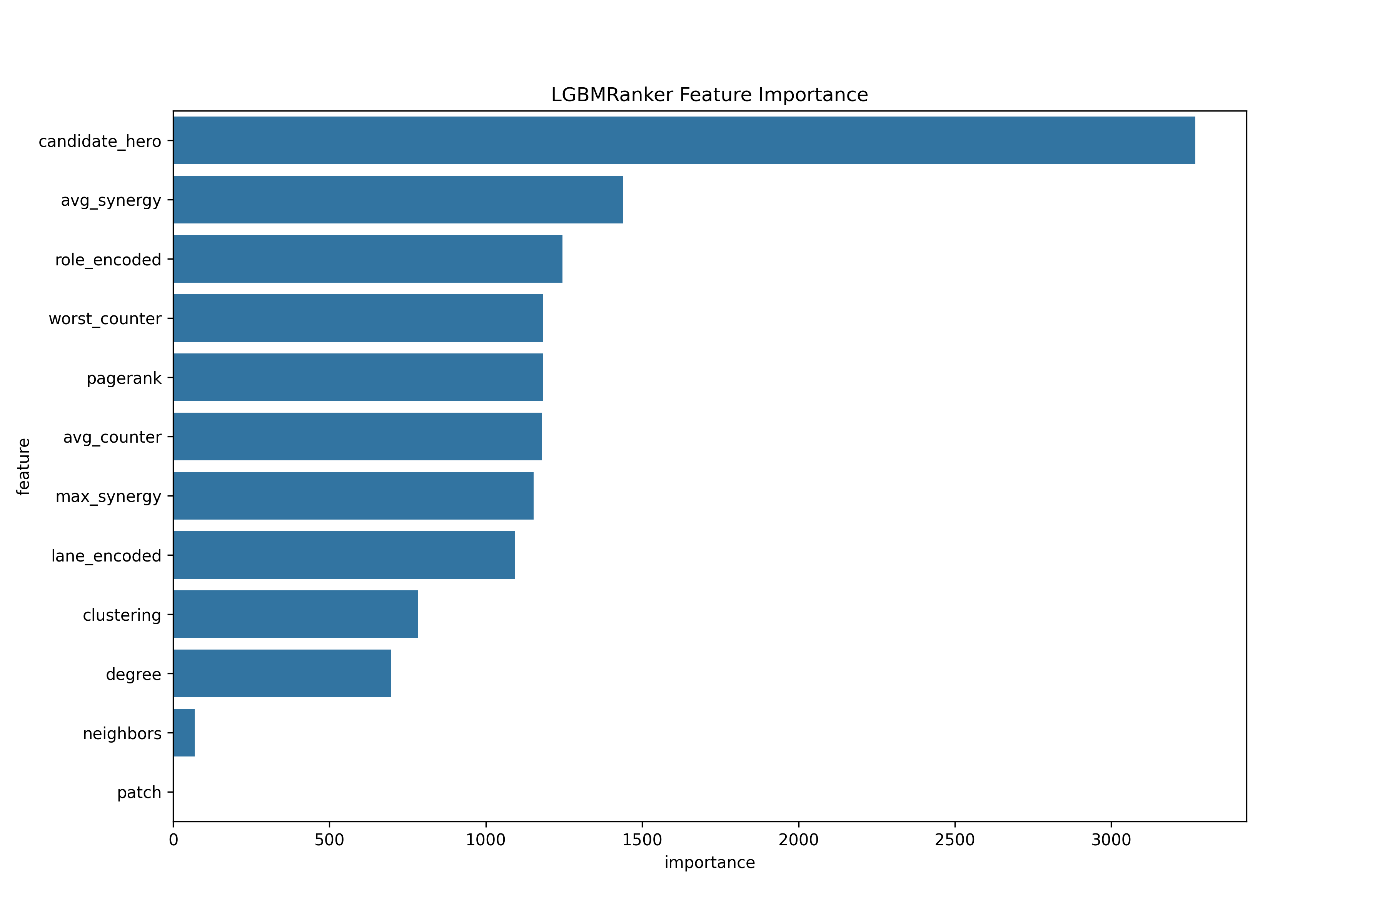 LGBMRanker Feature Importance
candidate_hero
avg_synergy
role_encoded
worst_counter
pagerank
avg_counter
max_synergy
lane_encoded
clustering
degree
neighbors
patch
feature
0 500 1000 1500 2000 2500 3000
importance